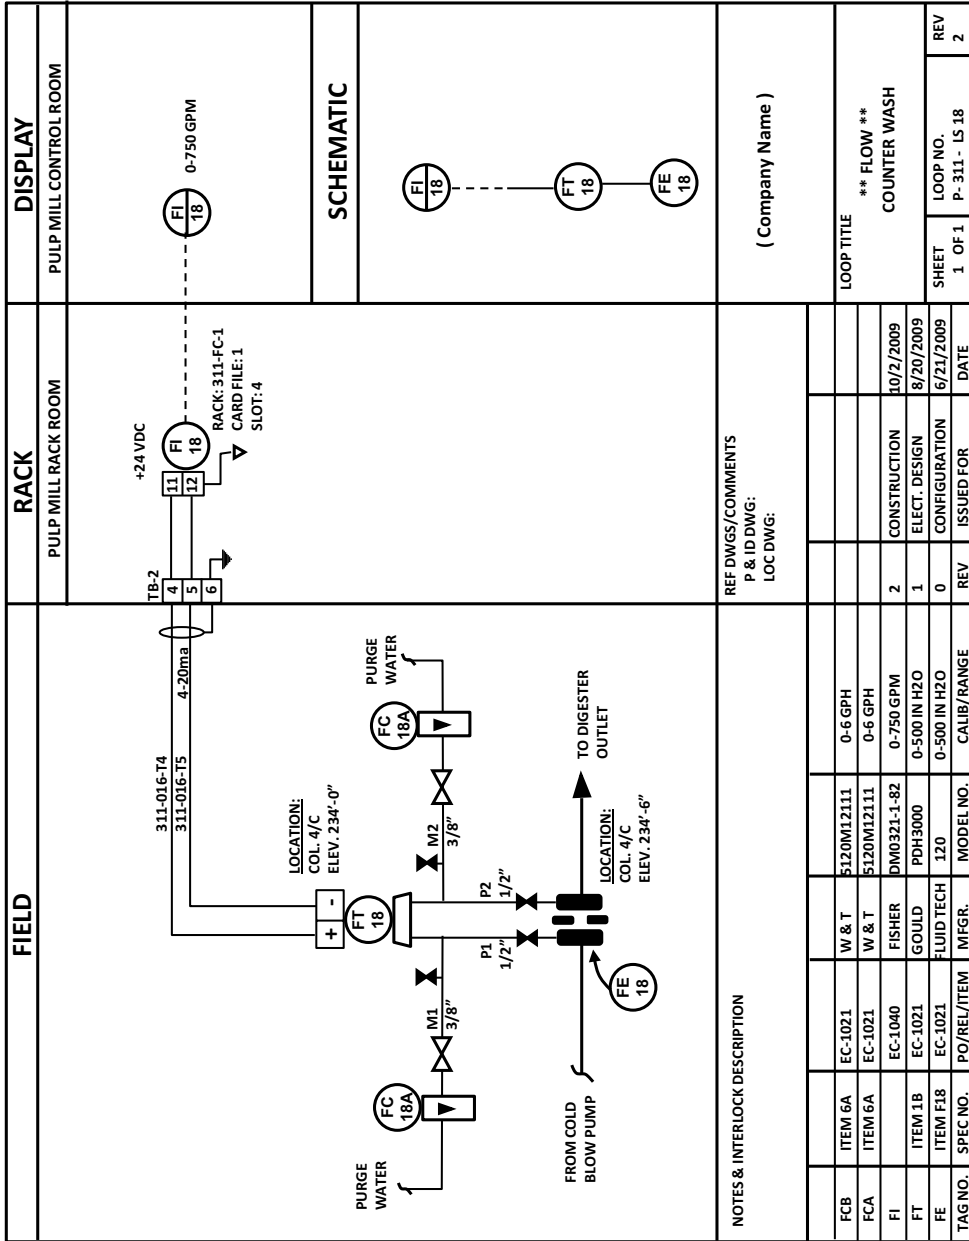 FIELD
RACK
DISPLAY
PULP MILL RACK ROOM
PULP MILL CONTROL ROOM
311-016-T4
311-016-T5
4-20ma
TB-2
4
5
6
+24 VDC
11
12
FI
18
RACK: 311-FC-1
CARD FILE: 1
SLOT: 4
FI
18
0-750 GPM
LOCATION:
COL. 4/C
ELEV. 234'-0"
+ -
FT
18
PURGE
WATER
FC
18A
M1
3/8"
M2
3/8"
FC
18A
PURGE
WATER
P1
1/2"
P2
1/2"
FE
18
FROM COLD
BLOW PUMP
TO DIGESTER
OUTLET
LOCATION:
COL. 4/C
ELEV. 234'-6"
SCHEMATIC
FI
18
FT
18
FE
18
NOTES & INTERLOCK DESCRIPTION
REF DWGS/COMMENTS
P & ID DWG:
LOC DWG:
( Company Name )
FCB ITEM 6A EC-1021 W & T 5120M12111 0-6 GPH
FCA ITEM 6A EC-1021 W & T 5120M12111 0-6 GPH
FI EC-1040 FISHER DM0321-1-82 0-750 GPM 2 CONSTRUCTION 10/2/2009
FT ITEM 1B EC-1021 GOULD PDH3000 0-500 IN H2O 1 ELECT. DESIGN 8/20/2009
FE ITEM F18 EC-1021 FLUID TECH 120 0-500 IN H2O 0 CONFIGURATION 6/21/2009
TAG NO. SPEC NO. PO/REL/ITEM MFGR. MODEL NO. CALIB/RANGE REV ISSUED FOR DATE
LOOP TITLE
** FLOW **
COUNTER WASH
SHEET
1 OF 1
LOOP NO.
P- 311 - LS 18
REV
2